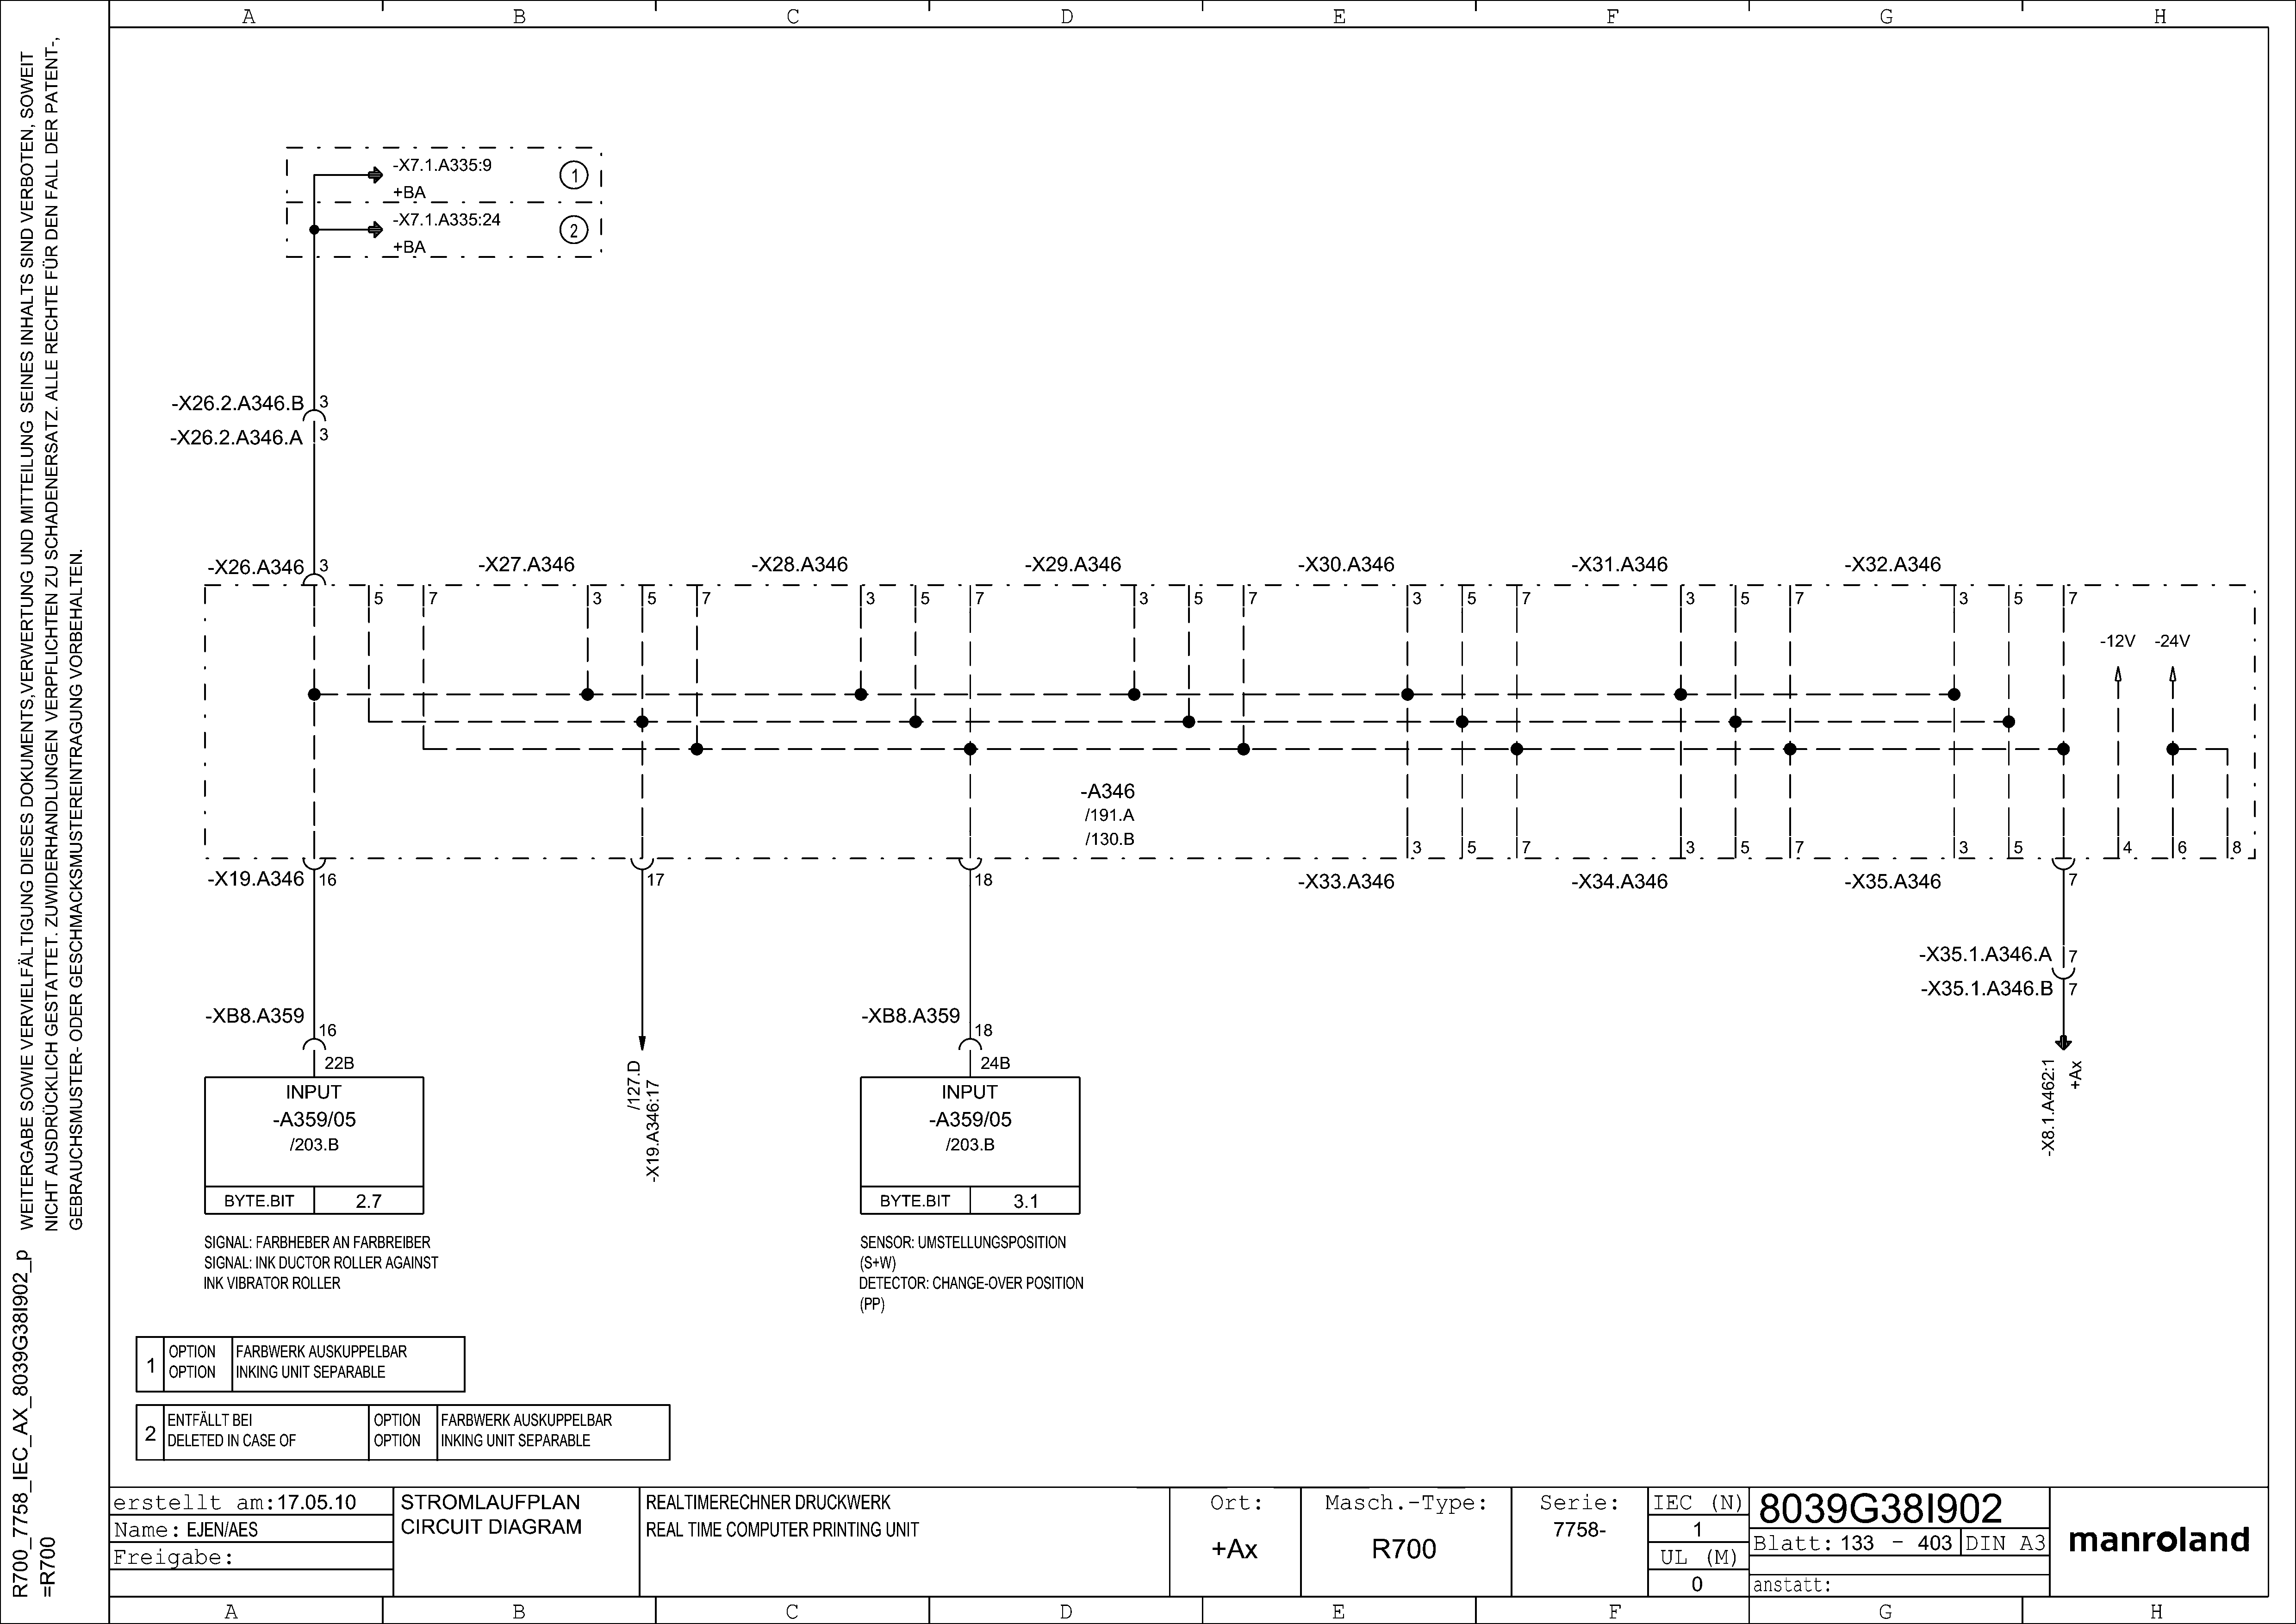 A B C D E F G H
WEITERGABE SOWIE VERVIELFÄLTIGUNG DIESES DOKUMENTS,VERWERTUNG UND MITTEILUNG SEINES INHALTS SIND VERBOTEN, SOWEIT
NICHT AUSDRÜCKLICH GESTATTET. ZUWIDERHANDLUNGEN VERPFLICHTEN ZU SCHADENERSATZ. ALLE RECHTE FÜR DEN FALL DER PATENT-,
GEBRAUCHSMUSTER- ODER GESCHMACKSMUSTEREINTRAGUNG VORBEHALTEN.
R700_7758_IEC_AX_8039G38I902_p
=R700
-X7.1.A335:9
+BA
1
-X7.1.A335:24
+BA
2
-X26.2.A346.B 3
-X26.2.A346.A 3
-X26.A346 3 -X27.A346 -X28.A346 -X29.A346 -X30.A346 -X31.A346 -X32.A346
5 7 3 5 7 3 5 7 3 5 7 3 5 7 3 5 7 3 5 7
-12V -24V
-A346
/191.A
/130.B
3 5 7 3 5 7 3 5 4 6 8
-X19.A346 16 17 18 -X33.A346 -X34.A346 -X35.A346 7
-X35.1.A346.A 7
-X35.1.A346.B 7
-XB8.A359 16
22B
-XB8.A359 18
24B
/127.D
-X19.A346:17
-X8.1.A462:1
+Ax
INPUT
-A359/05
/203.B
BYTE.BIT 2.7
INPUT
-A359/05
/203.B
BYTE.BIT 3.1
SIGNAL: FARBHEBER AN FARBREIBER
SIGNAL: INK DUCTOR ROLLER AGAINST
INK VIBRATOR ROLLER
SENSOR: UMSTELLUNGSPOSITION
(S+W)
DETECTOR: CHANGE-OVER POSITION
(PP)
1
OPTION FARBWERK AUSKUPPELBAR
OPTION INKING UNIT SEPARABLE
2
ENTFÄLLT BEI OPTION FARBWERK AUSKUPPELBAR
DELETED IN CASE OF OPTION INKING UNIT SEPARABLE
erstellt am:17.05.10
Name: EJEN/AES
Freigabe:
STROMLAUFPLAN
CIRCUIT DIAGRAM
REALTIMERECHNER DRUCKWERK
REAL TIME COMPUTER PRINTING UNIT
Ort:
+Ax
Masch.-Type:
R700
Serie:
7758-
IEC (N)
1
UL (M)
0
8039G38I902
Blatt: 133 - 403 DIN A3
anstatt:
manroland
A B C D E F G H